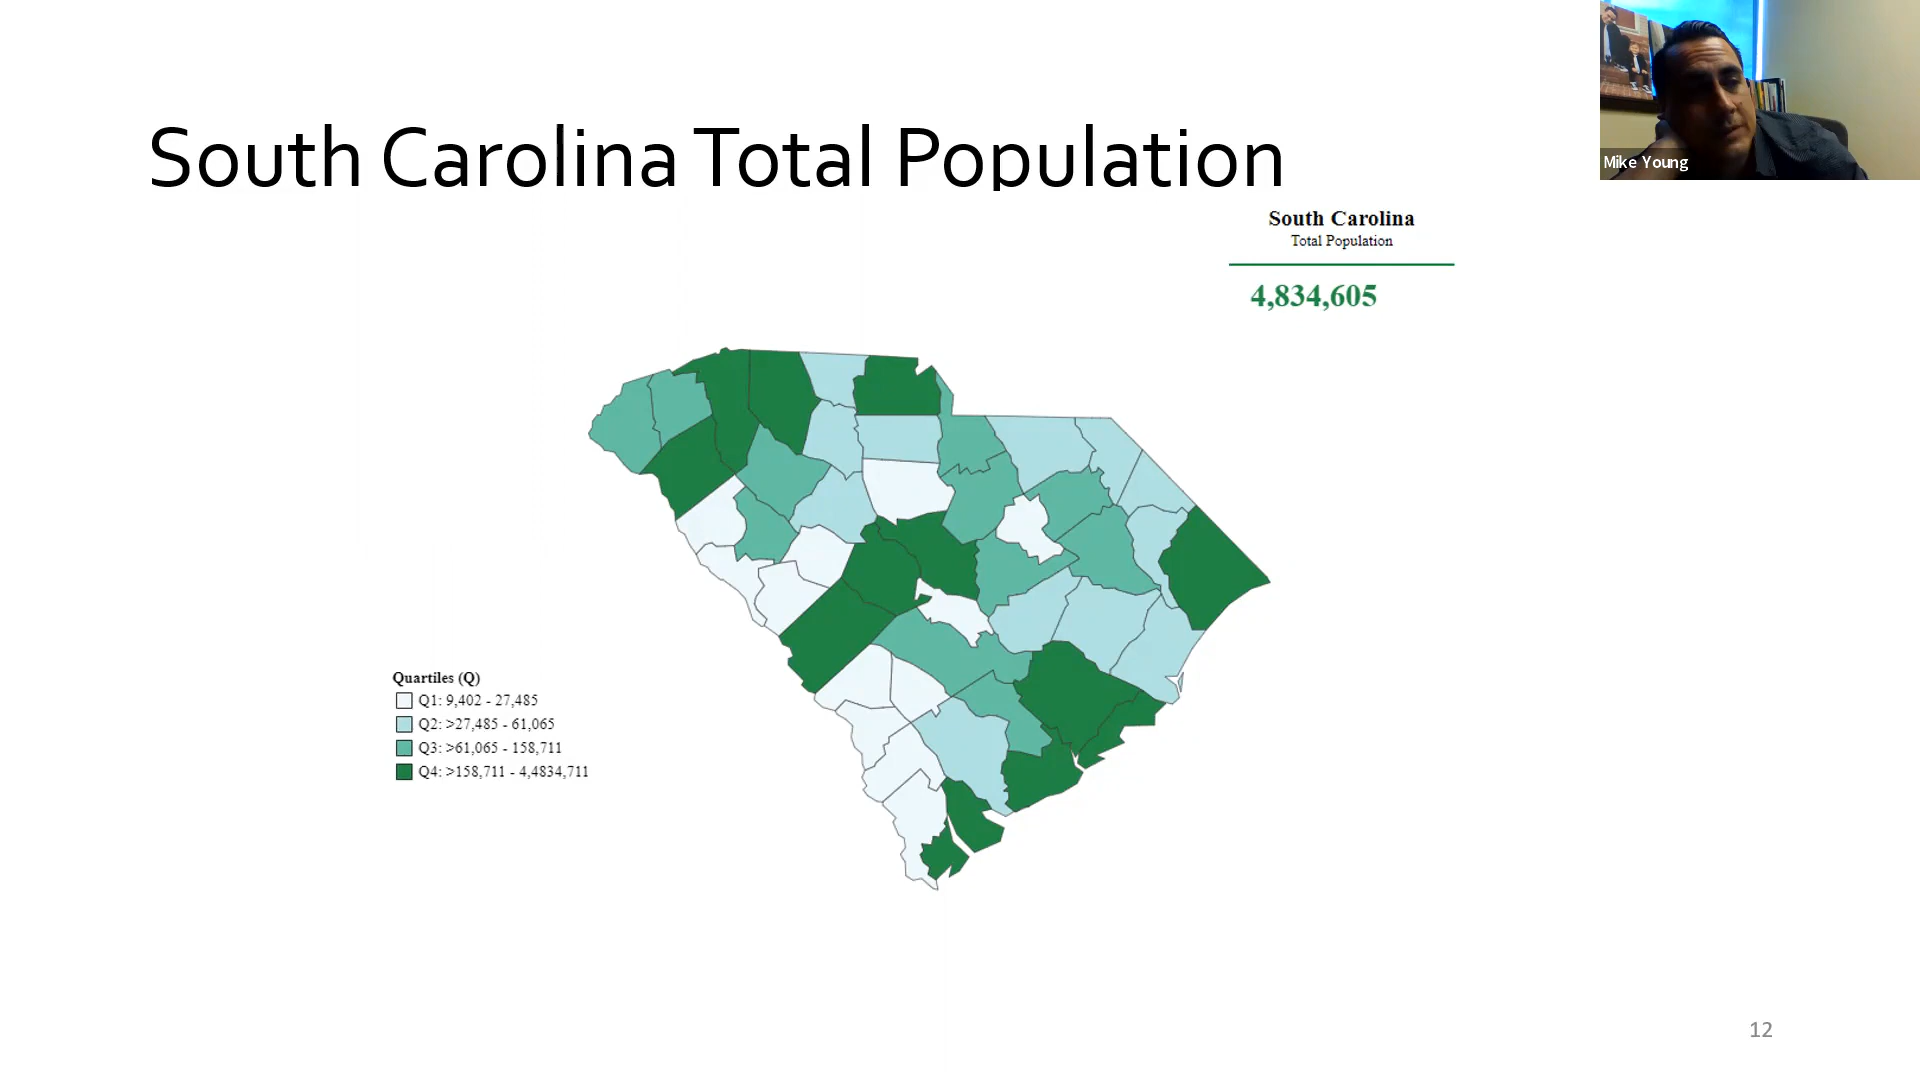 South Carolina Total Population
Mike Young
South Carolina
Total Population
4,834,605
Quartiles (Q)
Q1: 9,402 - 27,485
Q2: >27,485 - 61,065
Q3: >61,065 - 158,711
Q4: >158,711 - 4,4834,711
12